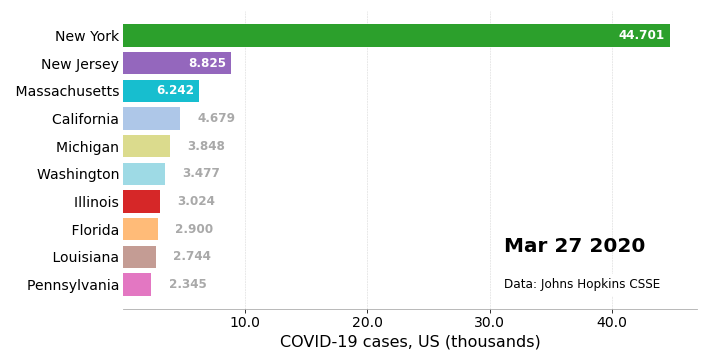 New York 44.701
New Jersey 8.825
Massachusetts 6.242
California 4.679
Michigan 3.848
Washington 3.477
Illinois 3.024
Florida 2.900
Louisiana 2.744
Pennsylvania 2.345
Mar 27 2020
Data: Johns Hopkins CSSE
10.0 20.0 30.0 40.0
COVID-19 cases, US (thousands)